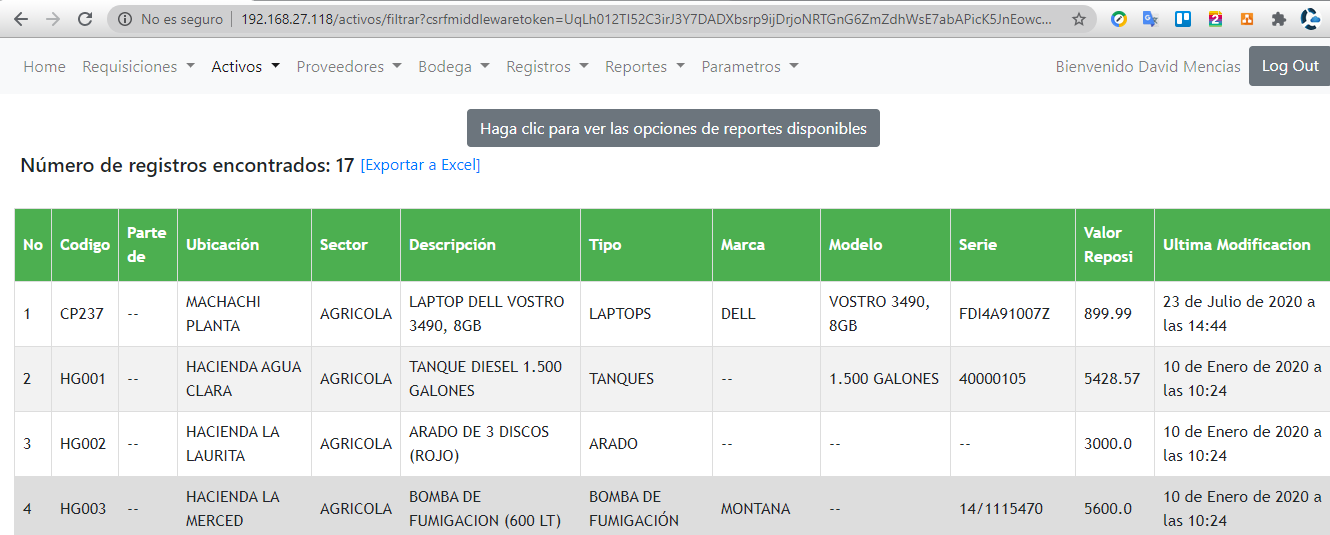 No es seguro 192.168.27.118/activos/filtrar?csrfmiddlewaretoken=UqLh012TI52C3irJ3Y7DADXbsrp9ijDrjoNRTGnG6ZmZdhWsE7abAPicK5JnEowc...
Home Requisiciones Activos Proveedores Bodega Registros Reportes Parametros Bienvenido David Mencias Log Out
Haga clic para ver las opciones de reportes disponibles
Número de registros encontrados: 17 [Exportar a Excel]
No Codigo Parte de Ubicación Sector Descripción Tipo Marca Modelo Serie Valor Reposi Ultima Modificacion
1 CP237 -- MACHACHI PLANTA AGRICOLA LAPTOP DELL VOSTRO 3490, 8GB LAPTOPS DELL VOSTRO 3490, 8GB FDI4A91007Z 899.99 23 de Julio de 2020 a las 14:44
2 HG001 -- HACIENDA AGUA CLARA AGRICOLA TANQUE DIESEL 1.500 GALONES TANQUES -- 1.500 GALONES 40000105 5428.57 10 de Enero de 2020 a las 10:24
3 HG002 -- HACIENDA LA LAURITA AGRICOLA ARADO DE 3 DISCOS (ROJO) ARADO -- -- -- 3000.0 10 de Enero de 2020 a las 10:24
4 HG003 -- HACIENDA LA MERCED AGRICOLA BOMBA DE FUMIGACION (600 LT) BOMBA DE FUMIGACIÓN MONTANA -- 14/1115470 5600.0 10 de Enero de 2020 a las 10:24